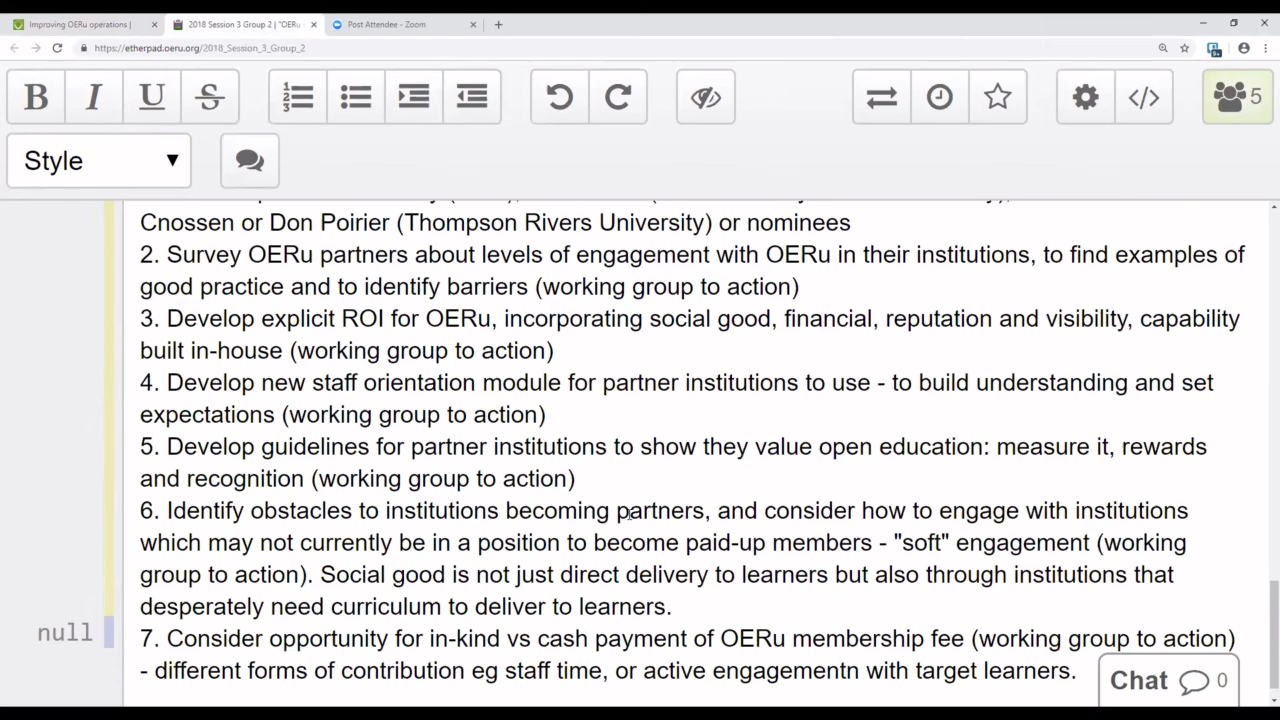 Improving OERu operations |
2018 Session 3 Group 2 | "OERu
Post Attendee - Zoom
https://etherpad.oeru.org/2018_Session_3_Group_2
B I U S
5
Style
Cnossen or Don Poirier (Thompson Rivers University) or nominees
2. Survey OERu partners about levels of engagement with OERu in their institutions, to find examples of
good practice and to identify barriers (working group to action)
3. Develop explicit ROI for OERu, incorporating social good, financial, reputation and visibility, capability
built in-house (working group to action)
4. Develop new staff orientation module for partner institutions to use - to build understanding and set
expectations (working group to action)
5. Develop guidelines for partner institutions to show they value open education: measure it, rewards
and recognition (working group to action)
6. Identify obstacles to institutions becoming partners, and consider how to engage with institutions
which may not currently be in a position to become paid-up members - "soft" engagement (working
group to action). Social good is not just direct delivery to learners but also through institutions that
desperately need curriculum to deliver to learners.
null
7. Consider opportunity for in-kind vs cash payment of OERu membership fee (working group to action)
- different forms of contribution eg staff time, or active engagementn with target learners.
Chat 0